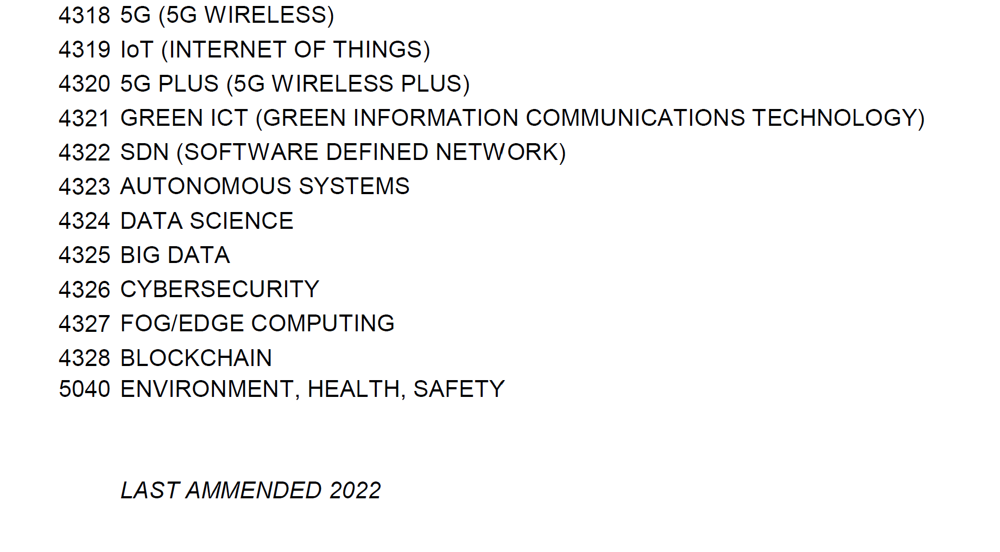 4318 5G (5G WIRELESS)
4319 IoT (INTERNET OF THINGS)
4320 5G PLUS (5G WIRELESS PLUS)
4321 GREEN ICT (GREEN INFORMATION COMMUNICATIONS TECHNOLOGY)
4322 SDN (SOFTWARE DEFINED NETWORK)
4323 AUTONOMOUS SYSTEMS
4324 DATA SCIENCE
4325 BIG DATA
4326 CYBERSECURITY
4327 FOG/EDGE COMPUTING
4328 BLOCKCHAIN
5040 ENVIRONMENT, HEALTH, SAFETY
LAST AMMENDED 2022